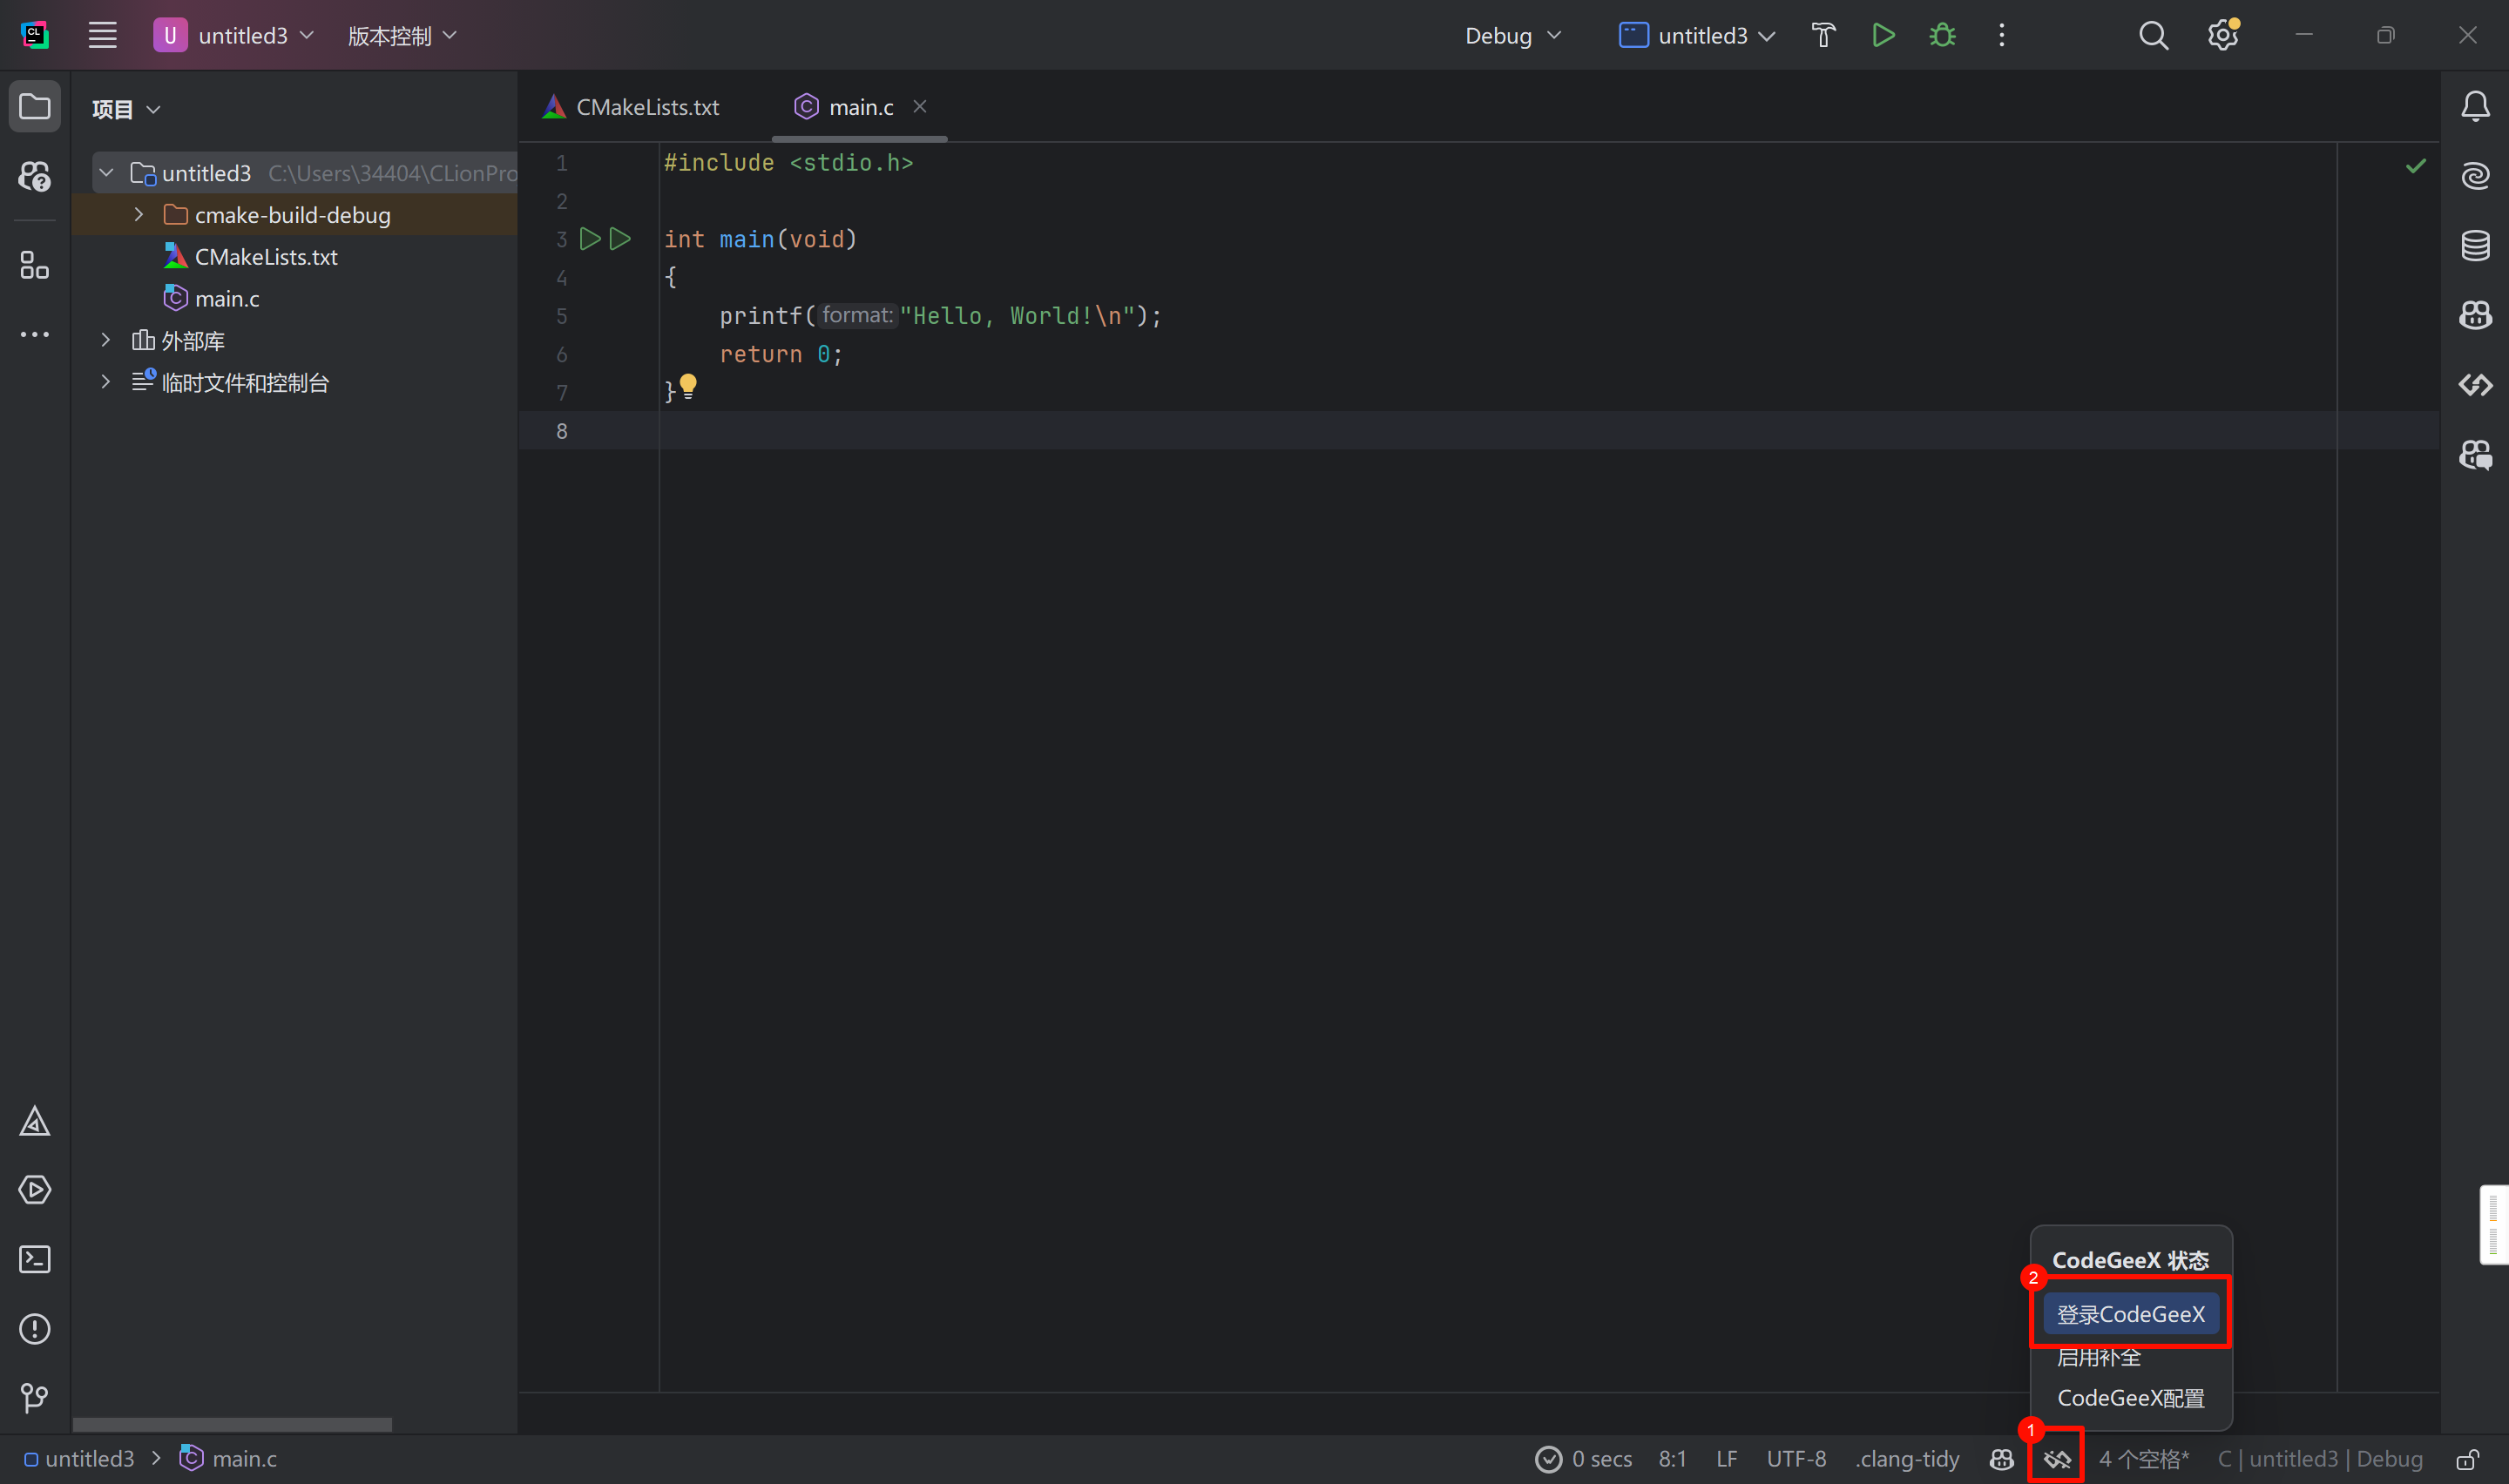 CL
U untitled3 版本控制 Debug untitled3
项目
CMakeLists.txt main.c
untitled3 C:\Users\34404\CLionPro
cmake-build-debug
CMakeLists.txt
main.c
外部库
临时文件和控制台
1 #include <stdio.h>
2
3 int main(void)
4 {
5 printf(format:"Hello, World!\n");
6 return 0;
7 }
8
CodeGeeX 状态
2
登录CodeGeeX
启用补全
CodeGeeX配置
1
untitled3 main.c 0 secs 8:1 LF UTF-8 .clang-tidy 4 个空格* C | untitled3 | Debug